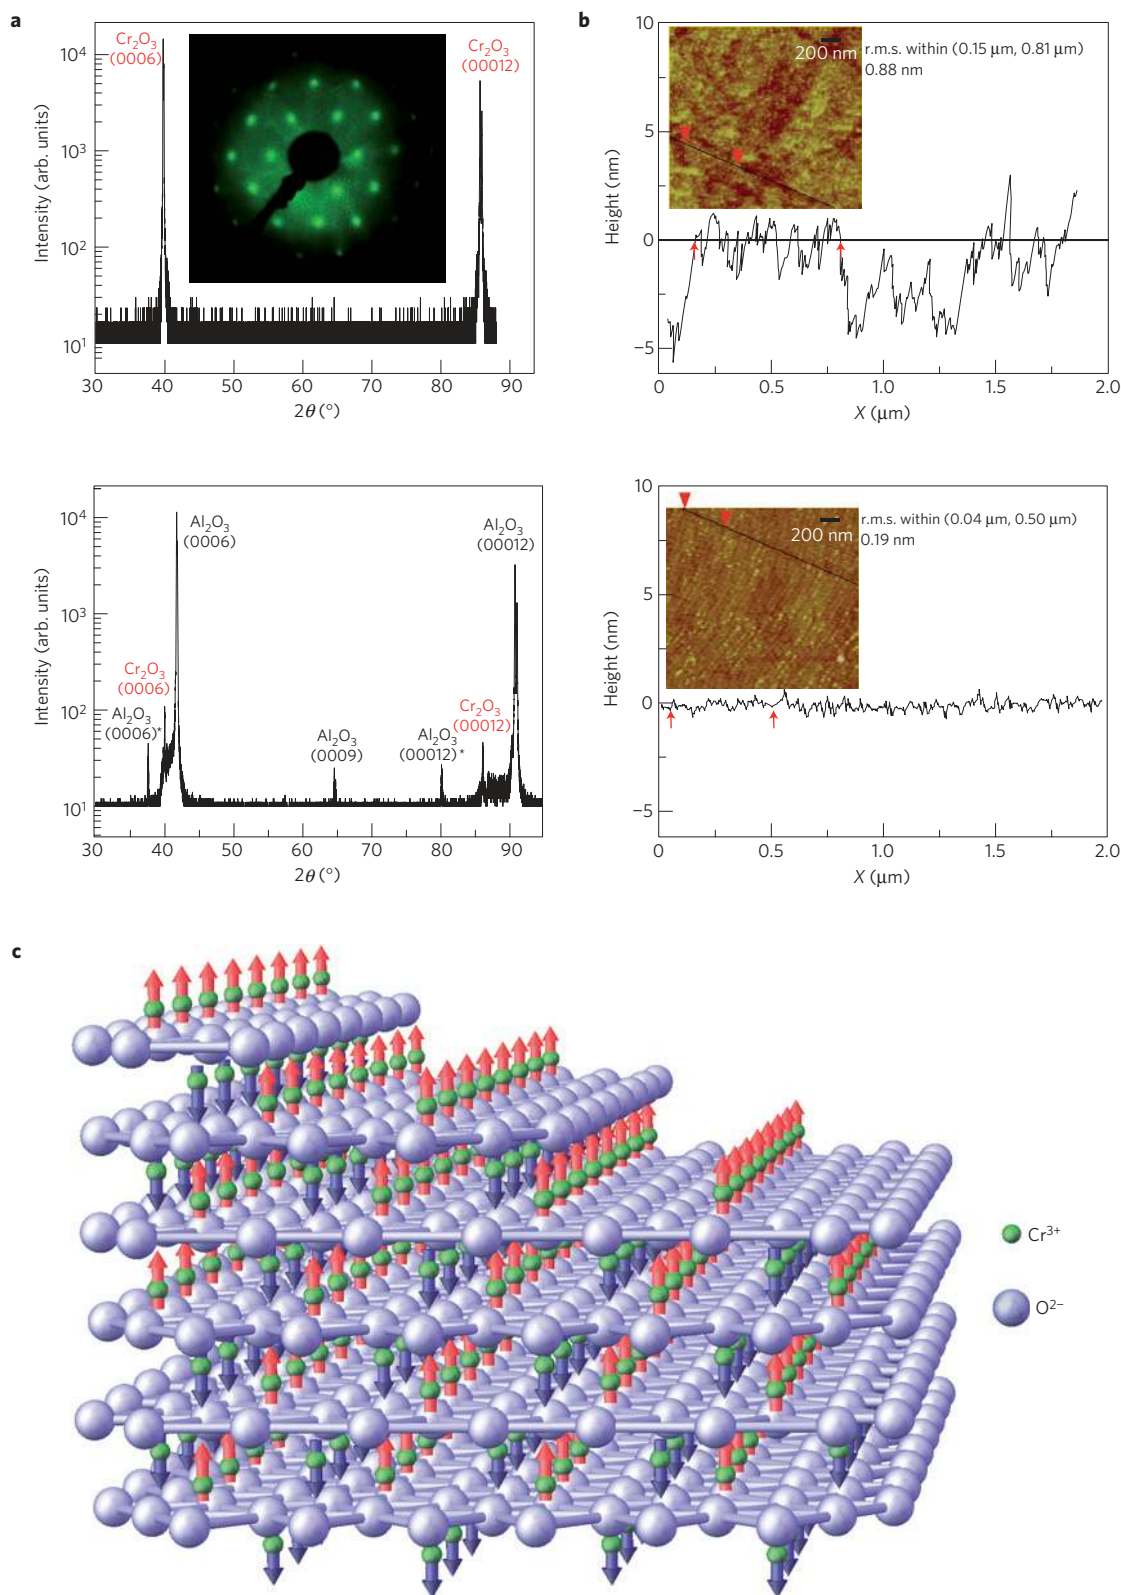 a
Cr2O3
(0006)
Cr2O3
(00012)
10^4
10^3
10^2
10^1
Intensity (arb. units)
30 40 50 60 70 80 90
2θ (°)
b
10
5
0
−5
Height (nm)
200 nm
r.m.s. within (0.15 μm, 0.81 μm)
0.88 nm
0 0.5 1.0 1.5 2.0
X (μm)
10^4
10^3
10^2
10^1
Intensity (arb. units)
Al2O3
(0006)
Al2O3
(00012)
Cr2O3
(0006)
Al2O3
(0006)*
Al2O3
(0009)
Al2O3
(00012)*
Cr2O3
(00012)
30 40 50 60 70 80 90
2θ (°)
10
5
0
−5
Height (nm)
200 nm
r.m.s. within (0.04 μm, 0.50 μm)
0.19 nm
0 0.5 1.0 1.5 2.0
X (μm)
c
Cr3+
O2−